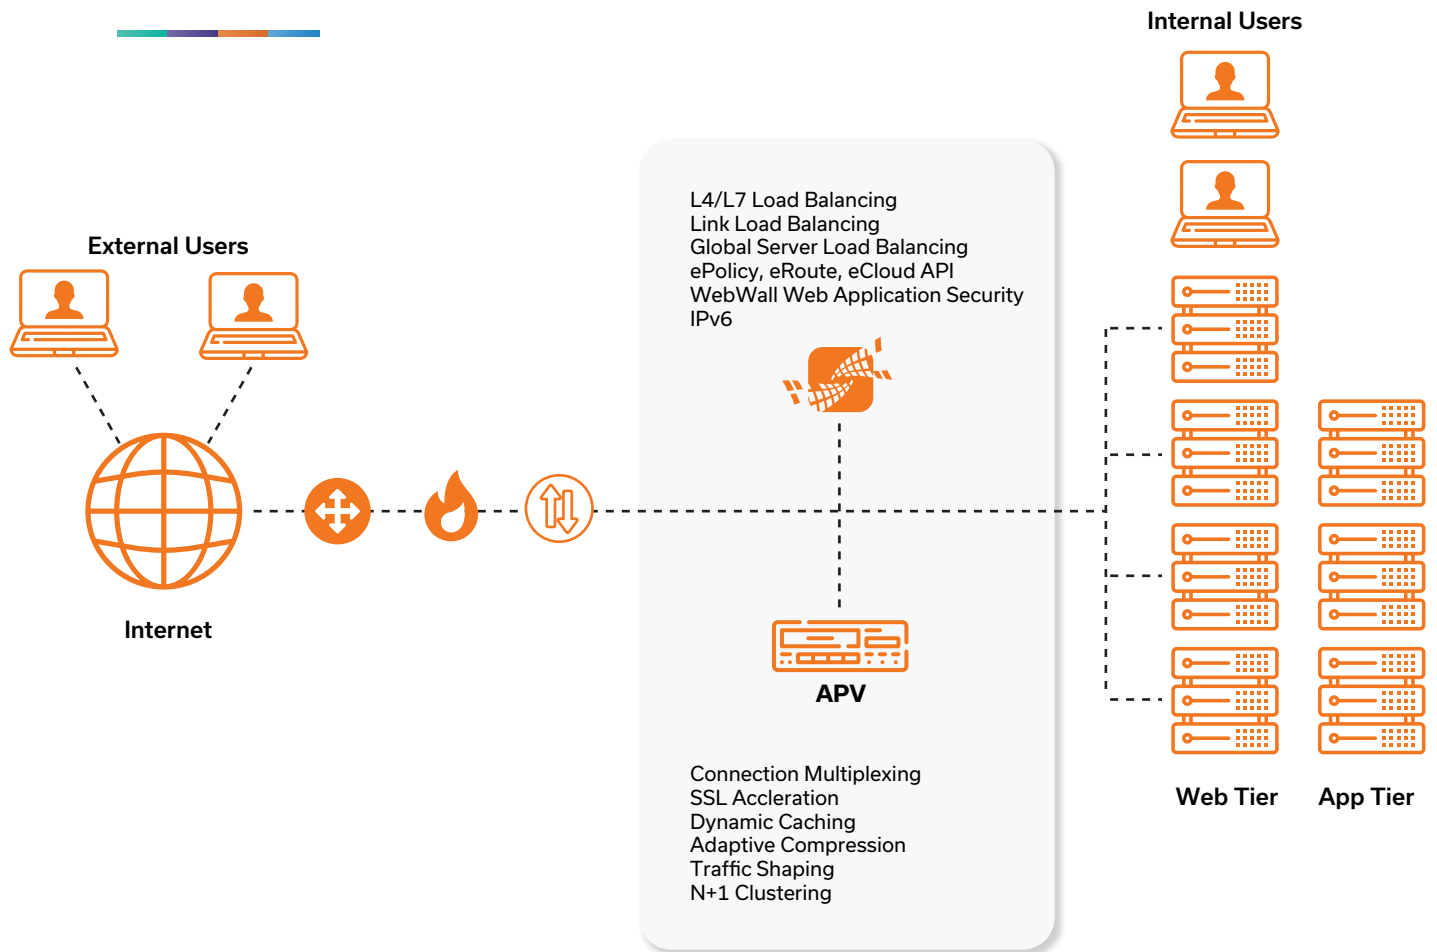 Internal Users
External Users
Internet
L4/L7 Load Balancing
Link Load Balancing
Global Server Load Balancing
ePolicy, eRoute, eCloud API
WebWall Web Application Security
IPv6
APV
Connection Multiplexing
SSL Accleration
Dynamic Caching
Adaptive Compression
Traffic Shaping
N+1 Clustering
Web Tier
App Tier